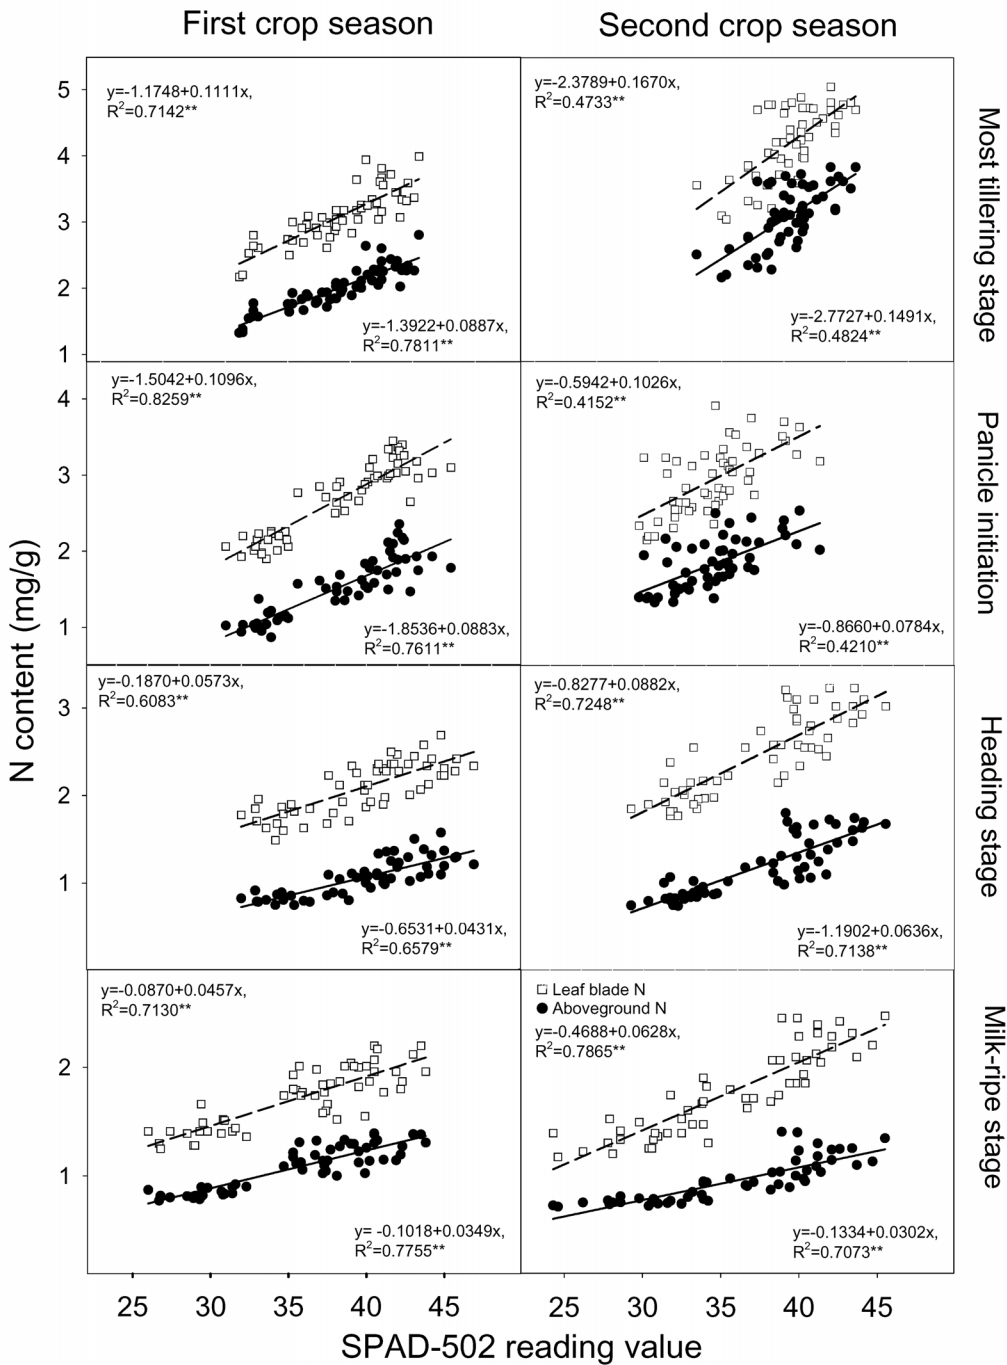 First crop season
Second crop season
y=-1.1748+0.1111x,
R²=0.7142**
y=-1.3922+0.0887x,
R²=0.7811**
y=-2.3789+0.1670x,
R²=0.4733**
y=-2.7727+0.1491x,
R²=0.4824**
Most tillering stage
5
4
3
2
1
y=-1.5042+0.1096x,
R²=0.8259**
y=-1.8536+0.0883x,
R²=0.7611**
y=-0.5942+0.1026x,
R²=0.4152**
y=-0.8660+0.0784x,
R²=0.4210**
Panicle initiation
4
3
2
1
y=-0.1870+0.0573x,
R²=0.6083**
y=-0.6531+0.0431x,
R²=0.6579**
y=-0.8277+0.0882x,
R²=0.7248**
y=-1.1902+0.0636x,
R²=0.7138**
Heading stage
3
2
1
y=-0.0870+0.0457x,
R²=0.7130**
y= -0.1018+0.0349x,
R²=0.7755**
Leaf blade N
Aboveground N
y=-0.4688+0.0628x,
R²=0.7865**
y=-0.1334+0.0302x,
R²=0.7073**
Milk-ripe stage
2
1
N content (mg/g)
25 30 35 40 45
25 30 35 40 45
SPAD-502 reading value